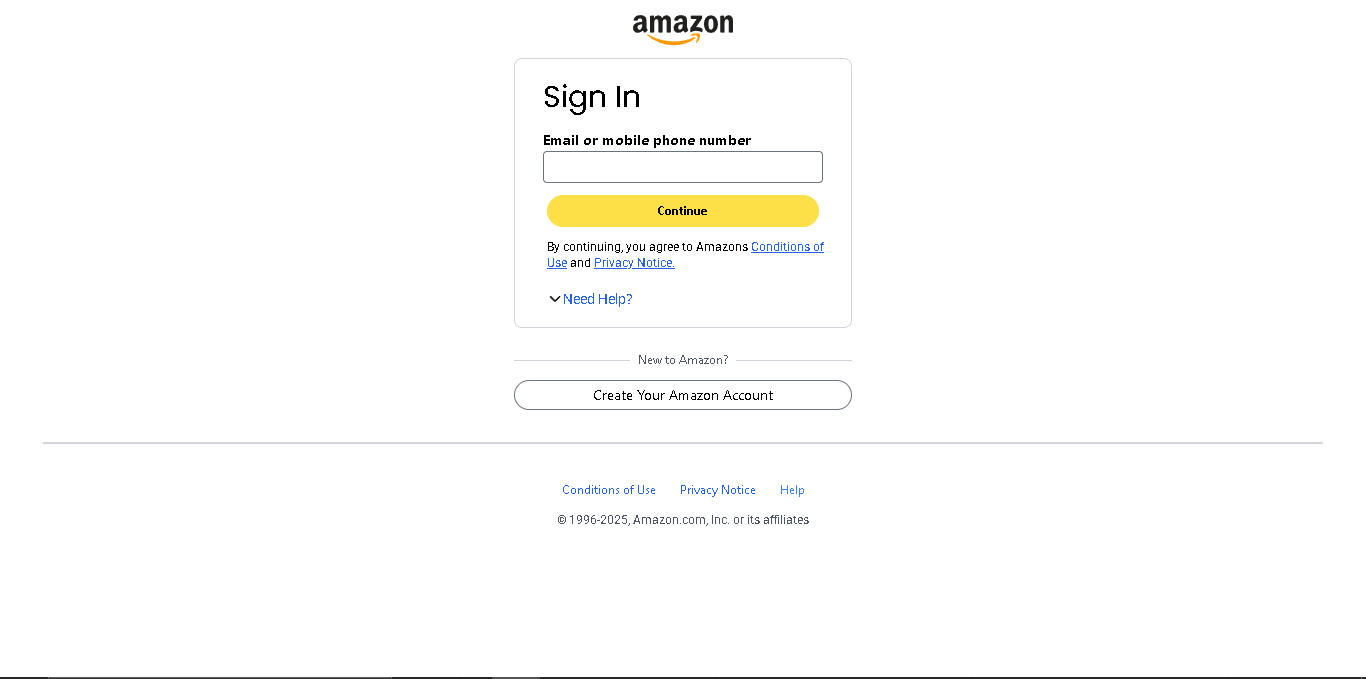 amazon
Sign In
Email or mobile phone number
Continue
By continuing, you agree to Amazons Conditions of
Use and Privacy Notice.
Need Help?
New to Amazon?
Create Your Amazon Account
Conditions of Use Privacy Notice Help
© 1996-2025, Amazon.com, Inc. or its affiliates